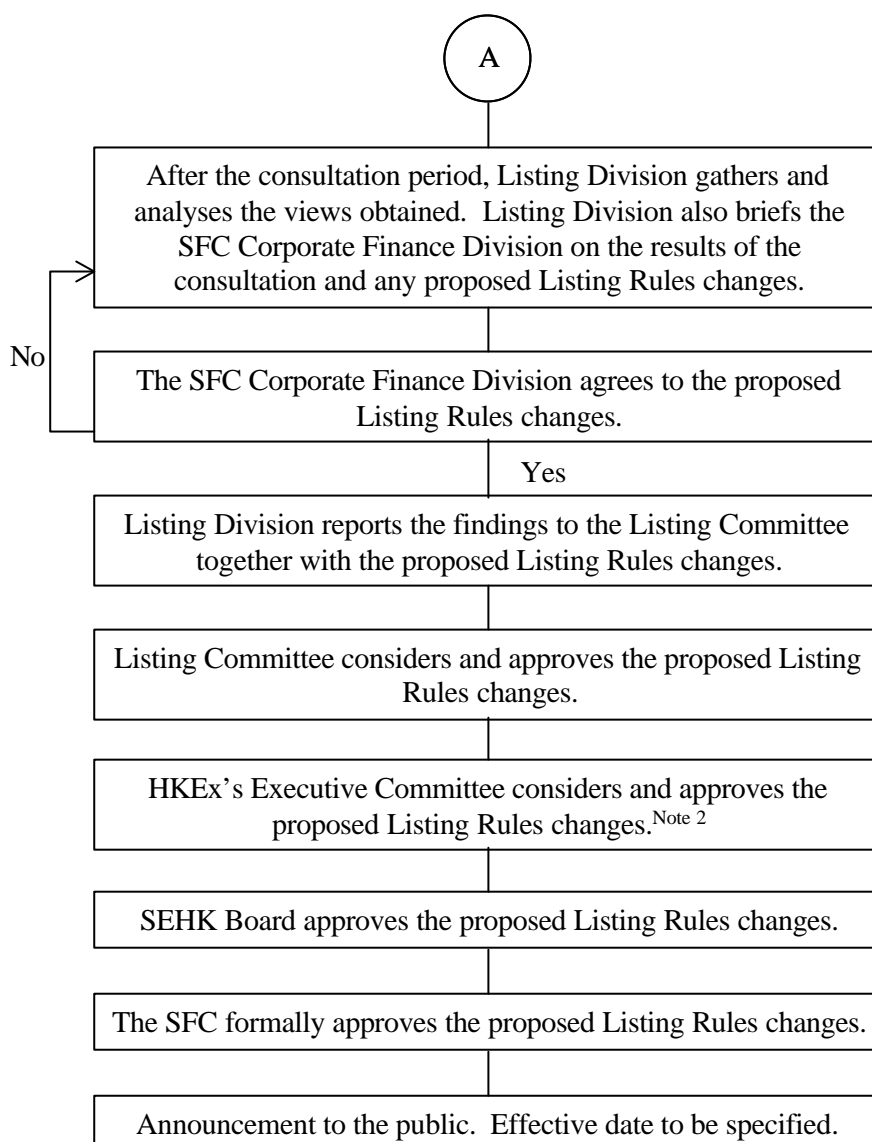 A
After the consultation period, Listing Division gathers and
analyses the views obtained.  Listing Division also briefs the
SFC Corporate Finance Division on the results of the
consultation and any proposed Listing Rules changes.
No
The SFC Corporate Finance Division agrees to the proposed
Listing Rules changes.
Yes
Listing Division reports the findings to the Listing Committee
together with the proposed Listing Rules changes.
Listing Committee considers and approves the proposed Listing
Rules changes.
HKEx’s Executive Committee considers and approves the
proposed Listing Rules changes.Note 2
SEHK Board approves the proposed Listing Rules changes.
The SFC formally approves the proposed Listing Rules changes.
Announcement to the public.  Effective date to be specified.